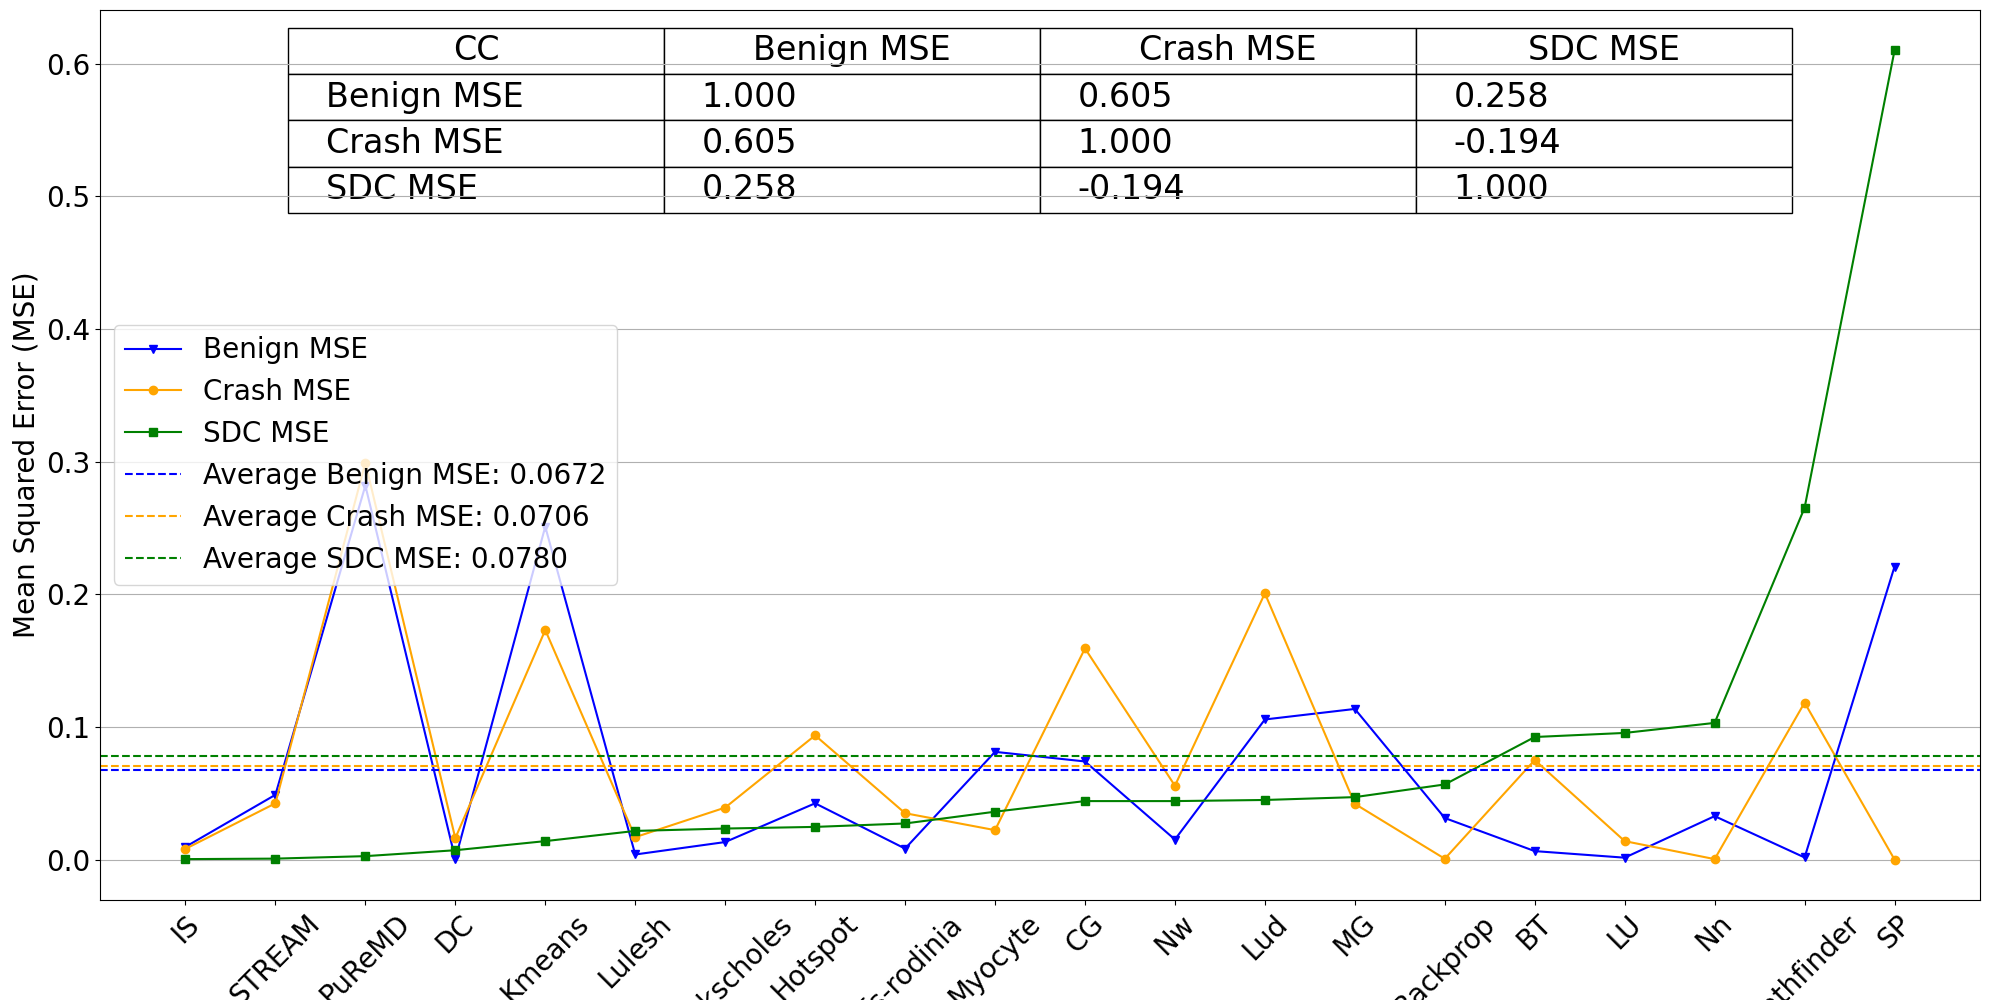 CC Benign MSE Crash MSE SDC MSE
Benign MSE 1.000 0.605 0.258
Crash MSE 0.605 1.000 -0.194
SDC MSE 0.258 -0.194 1.000
Mean Squared Error (MSE)
0.6
0.5
0.4
0.3
0.2
0.1
0.0
Benign MSE
Crash MSE
SDC MSE
Average Benign MSE: 0.0672
Average Crash MSE: 0.0706
Average SDC MSE: 0.0780
IS
STREAM
PuReMD
DC
Kmeans
Lulesh
kscholes
Hotspot
s-rodinia
Myocyte
CG
Nw
Lud
MG
Backprop
BT
LU
Nn
thfinder
SP